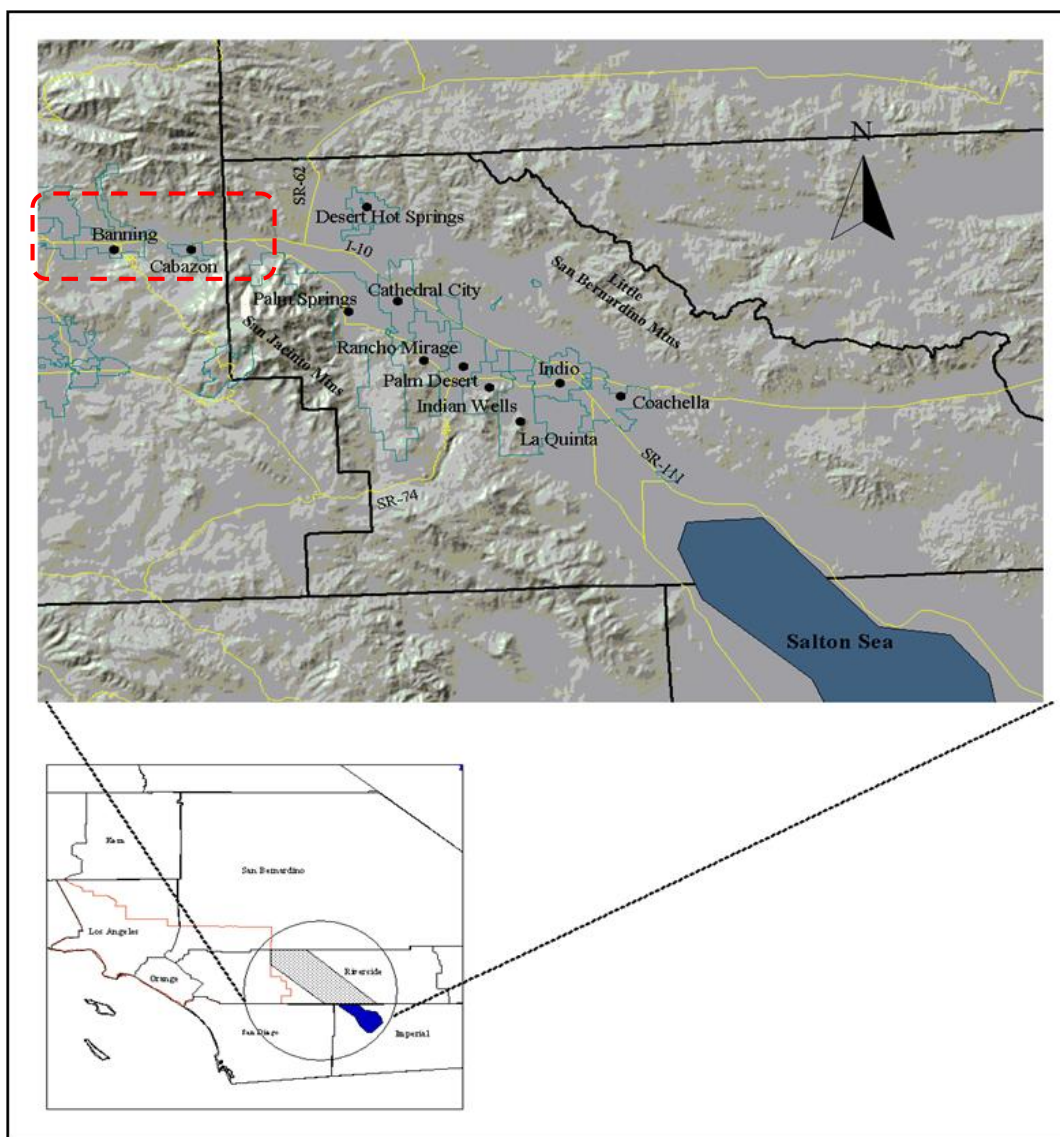 N
SR-62
Desert Hot Springs
Banning
I-10
Cabazon
Little
San Bernardino Mtns
Cathedral City
Palm Springs
San Jacinto Mtns
Rancho Mirage
Indio
Palm Desert
Coachella
Indian Wells
La Quinta
SR-111
SR-74
Salton Sea
Kern
San Bernardino
Los Angeles
Orange
Riverside
San Diego
Imperial